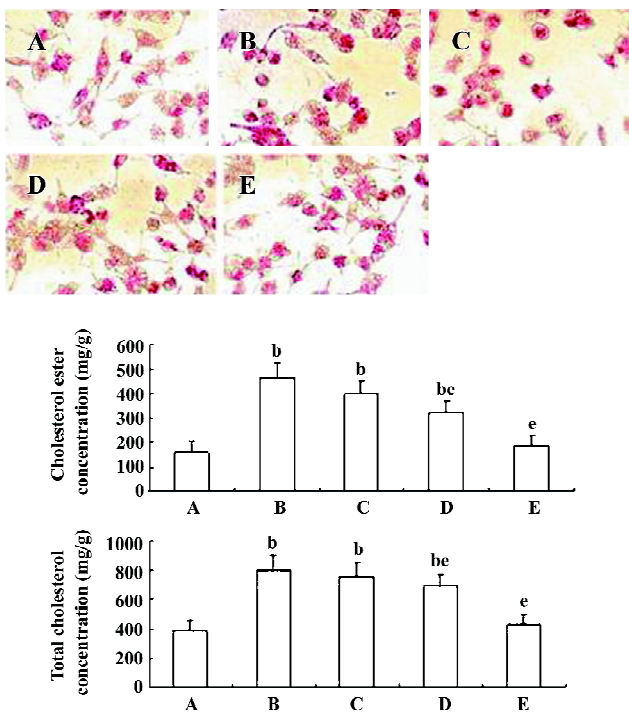 A
B
C
D
E
Cholesterol ester
concentration (mg/g)
600
500
400
300
200
100
0
b
b
bc
e
A
B
C
D
E
Total cholesterol
concentration (mg/g)
1000
800
600
400
200
0
b
b
be
e
A
B
C
D
E